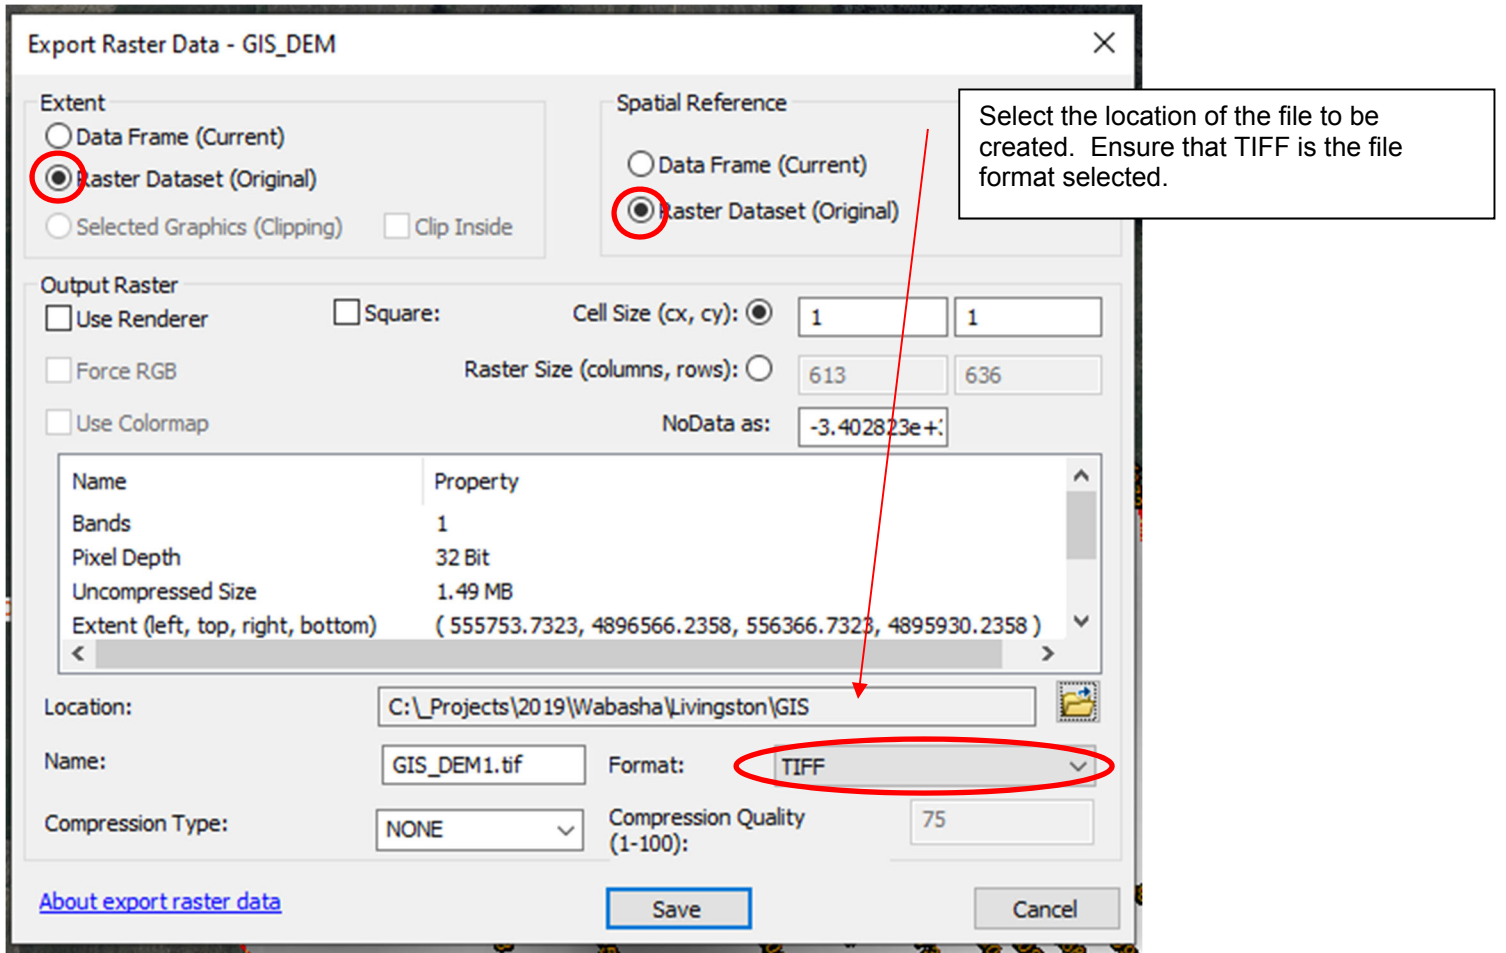 Export Raster Data - GIS_DEM
Extent
Data Frame (Current)
Raster Dataset (Original)
Selected Graphics (Clipping) Clip Inside
Spatial Reference
Data Frame (Current)
Raster Dataset (Original)
Select the location of the file to be
created. Ensure that TIFF is the file
format selected.
Output Raster
Use Renderer Square: Cell Size (cx, cy): 1 1
Force RGB Raster Size (columns, rows): 613 636
Use Colormap NoData as: -3.402823e+
Name Property
Bands 1
Pixel Depth 32 Bit
Uncompressed Size 1.49 MB
Extent (left, top, right, bottom) ( 555753.7323, 4896566.2358, 556366.7323, 4895930.2358 )
Location: C:\_Projects\2019\Wabasha\Livingston\GIS
Name: GIS_DEM1.tif Format: TIFF
Compression Type: NONE Compression Quality 75
(1-100):
About export raster data Save Cancel